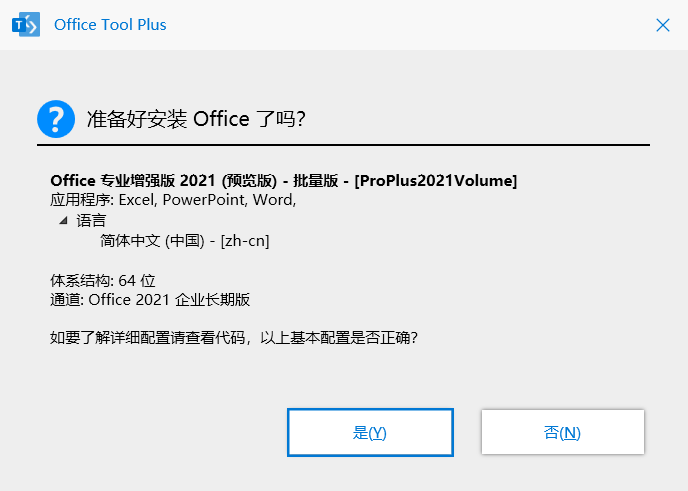 Office Tool Plus
准备好安装 Office 了吗?
Office 专业增强版 2021 (预览版) - 批量版 - [ProPlus2021Volume]
应用程序: Excel, PowerPoint, Word,
语言
简体中文 (中国) - [zh-cn]
体系结构: 64 位
通道: Office 2021 企业长期版
如要了解详细配置请查看代码，以上基本配置是否正确?
是(Y)
否(N)